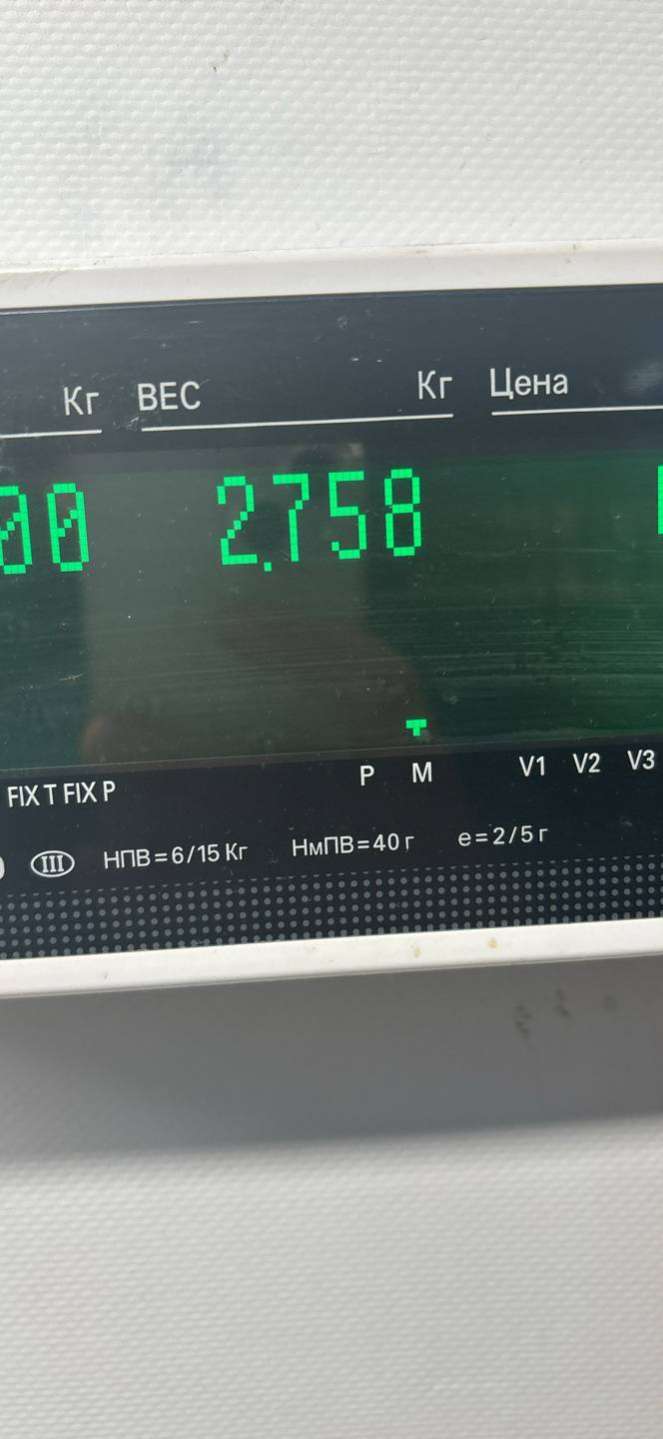 Кг ВЕС Кг Цена
00 2.758
FIX T FIX P P M V1 V2 V3
III НПВ=6/15 Кг НмПВ=40 г e=2/5 г